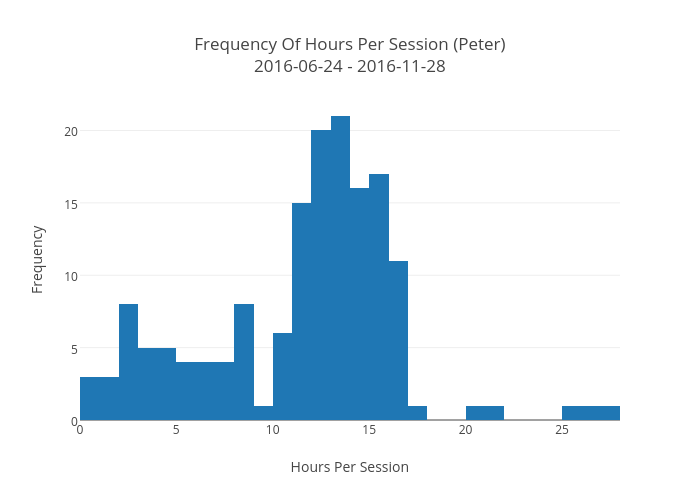 Frequency Of Hours Per Session (Peter)
2016-06-24 - 2016-11-28
20
15
10
5
0
Frequency
0 5 10 15 20 25
Hours Per Session